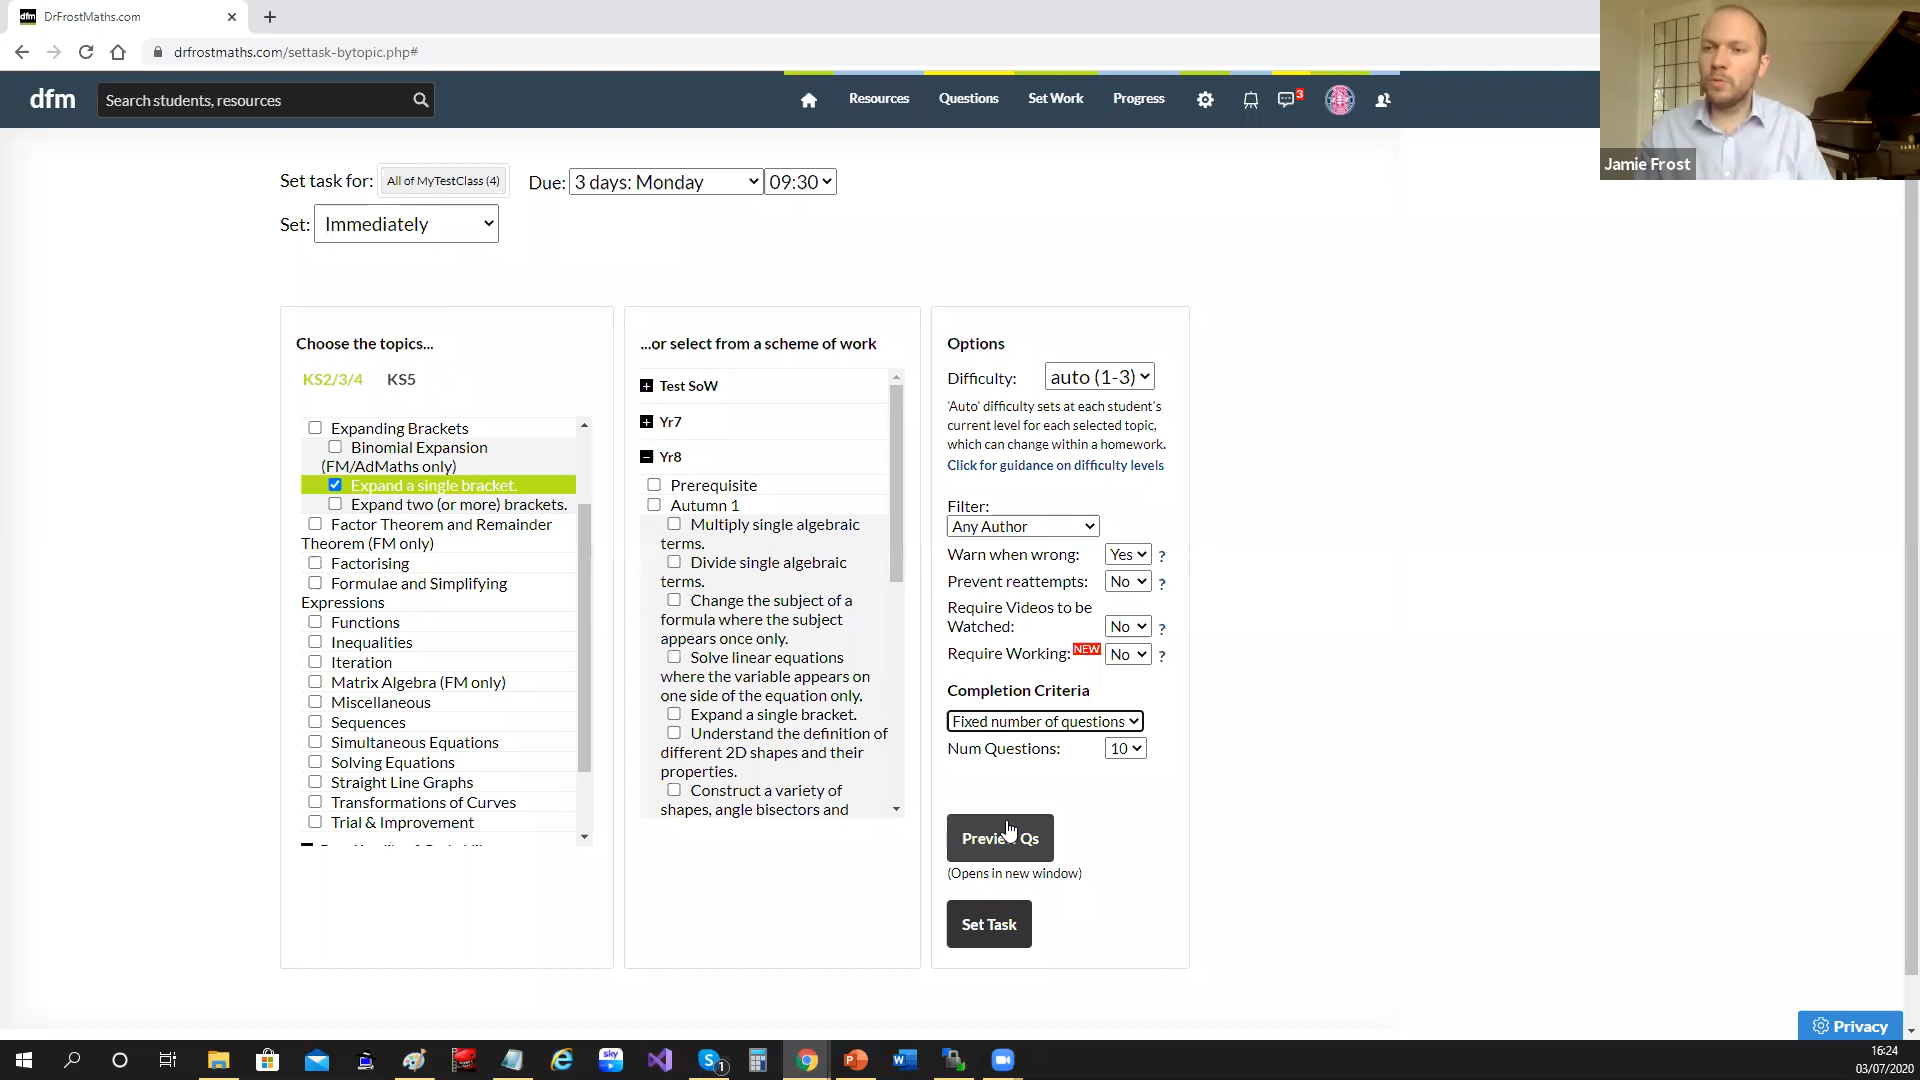 DrFrostMaths.com
drfrostmaths.com/settask-bytopic.php#
dfm
Search students, resources
Resources
Questions
Set Work
Progress
3
Jamie Frost
Set task for: All of MyTestClass (4) Due: 3 days: Monday 09:30
Set: Immediately
Choose the topics...
KS2/3/4 KS5
Expanding Brackets
Binomial Expansion
(FM/AdMaths only)
Expand a single bracket.
Expand two (or more) brackets.
Factor Theorem and Remainder
Theorem (FM only)
Factorising
Formulae and Simplifying
Expressions
Functions
Inequalities
Iteration
Matrix Algebra (FM only)
Miscellaneous
Sequences
Simultaneous Equations
Solving Equations
Straight Line Graphs
Transformations of Curves
Trial & Improvement
...or select from a scheme of work
Test SoW
Yr7
Yr8
Prerequisite
Autumn 1
Multiply single algebraic
terms.
Divide single algebraic
terms.
Change the subject of a
formula where the subject
appears once only.
Solve linear equations
where the variable appears on
one side of the equation only.
Expand a single bracket.
Understand the definition of
different 2D shapes and their
properties.
Construct a variety of
shapes, angle bisectors and
Options
Difficulty: auto (1-3)
'Auto' difficulty sets at each student's
current level for each selected topic,
which can change within a homework.
Click for guidance on difficulty levels
Filter:
Any Author
Warn when wrong: Yes ?
Prevent reattempts: No ?
Require Videos to be
Watched: No ?
Require Working: NEW No ?
Completion Criteria
Fixed number of questions
Num Questions: 10
Preview Qs
(Opens in new window)
Set Task
Privacy
sky
1
16:24
03/07/2020